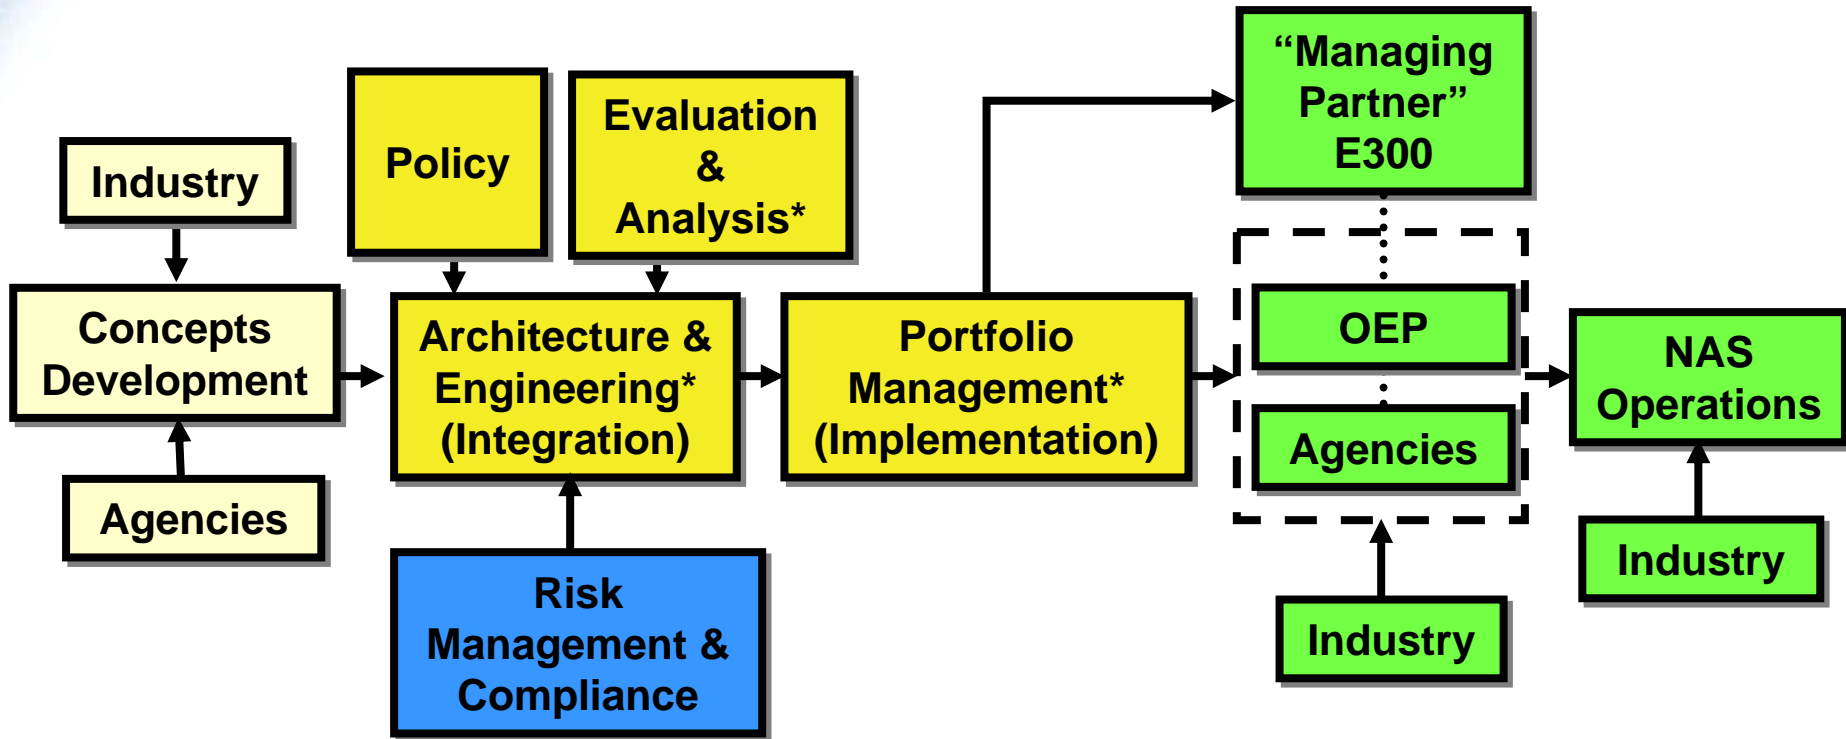 Industry
Concepts
Development
Agencies
Policy
Evaluation
&
Analysis*
Architecture &
Engineering*
(Integration)
Risk
Management &
Compliance
Portfolio
Management*
(Implementation)
“Managing
Partner”
E300
OEP
Agencies
Industry
NAS
Operations
Industry